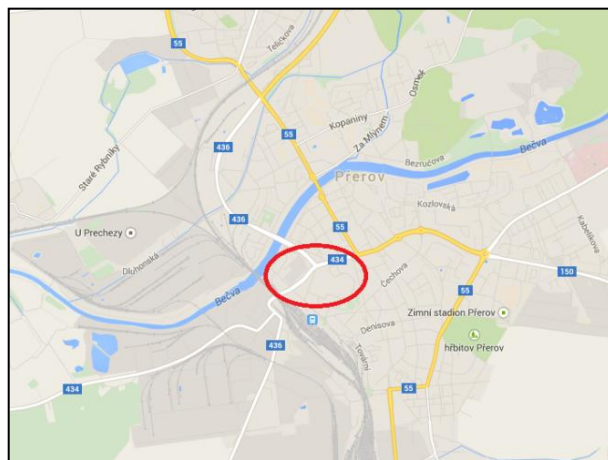 55
Teličkova
Osmek
55
Kopaniny
436
Za Mlýnem
Bečva
Staré Rybníky
Bezručova
Přerov
Kozlovská
436
55
Kabelíkova
U Prechezy
434
Dluhonská
Čechova
150
55
Bečva
Zimní stadion Přerov
Denisova
436
Tovární
hřbitov Přerov
434
55